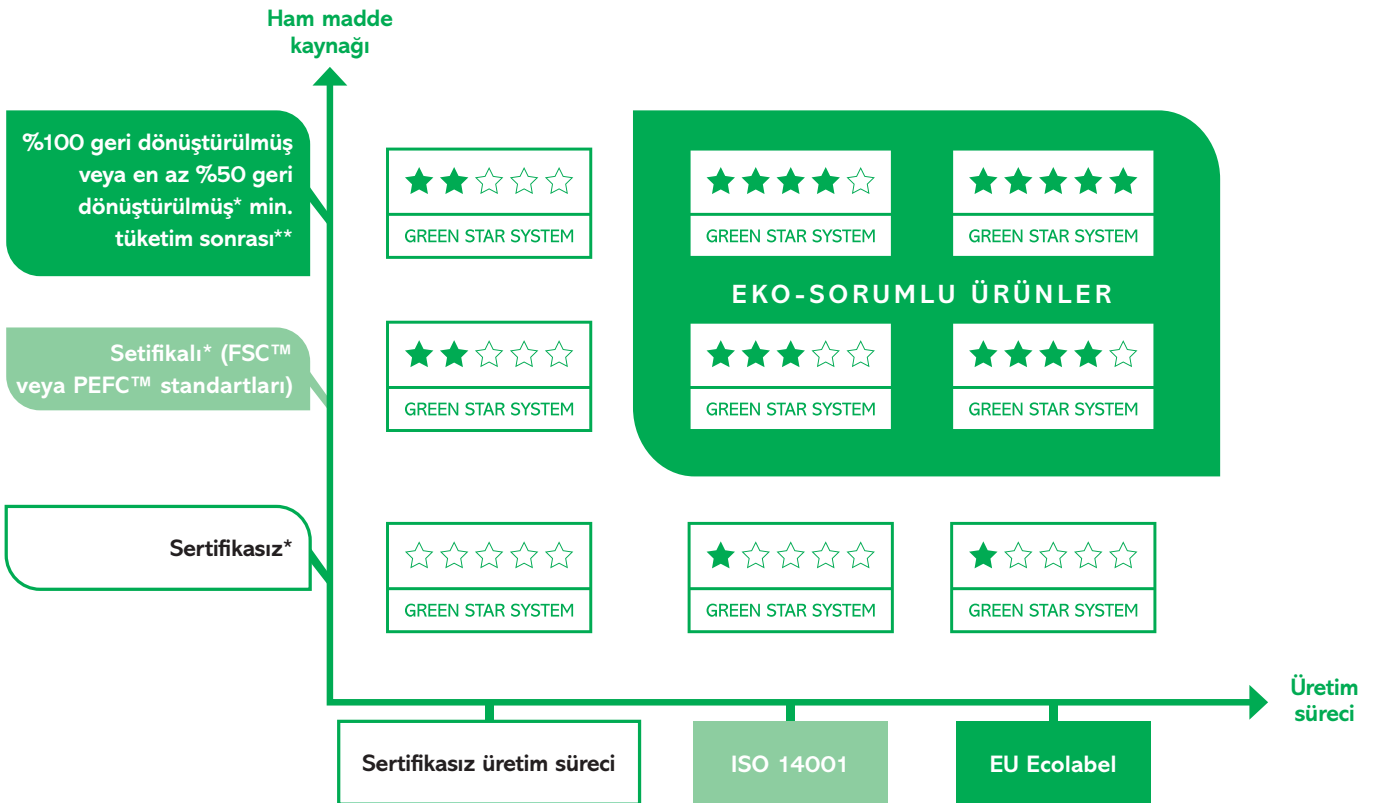 Ham madde
kaynağı
%100 geri dönüştürülmüş
veya en az %50 geri
dönüştürülmüş* min.
tüketim sonrası**
GREEN STAR SYSTEM
GREEN STAR SYSTEM
GREEN STAR SYSTEM
EKO-SORUMLU ÜRÜNLER
Setifikalı* (FSC™
veya PEFC™ standartları)
GREEN STAR SYSTEM
GREEN STAR SYSTEM
GREEN STAR SYSTEM
Sertifikasız*
GREEN STAR SYSTEM
GREEN STAR SYSTEM
GREEN STAR SYSTEM
Üretim
süreci
Sertifikasız üretim süreci
ISO 14001
EU Ecolabel